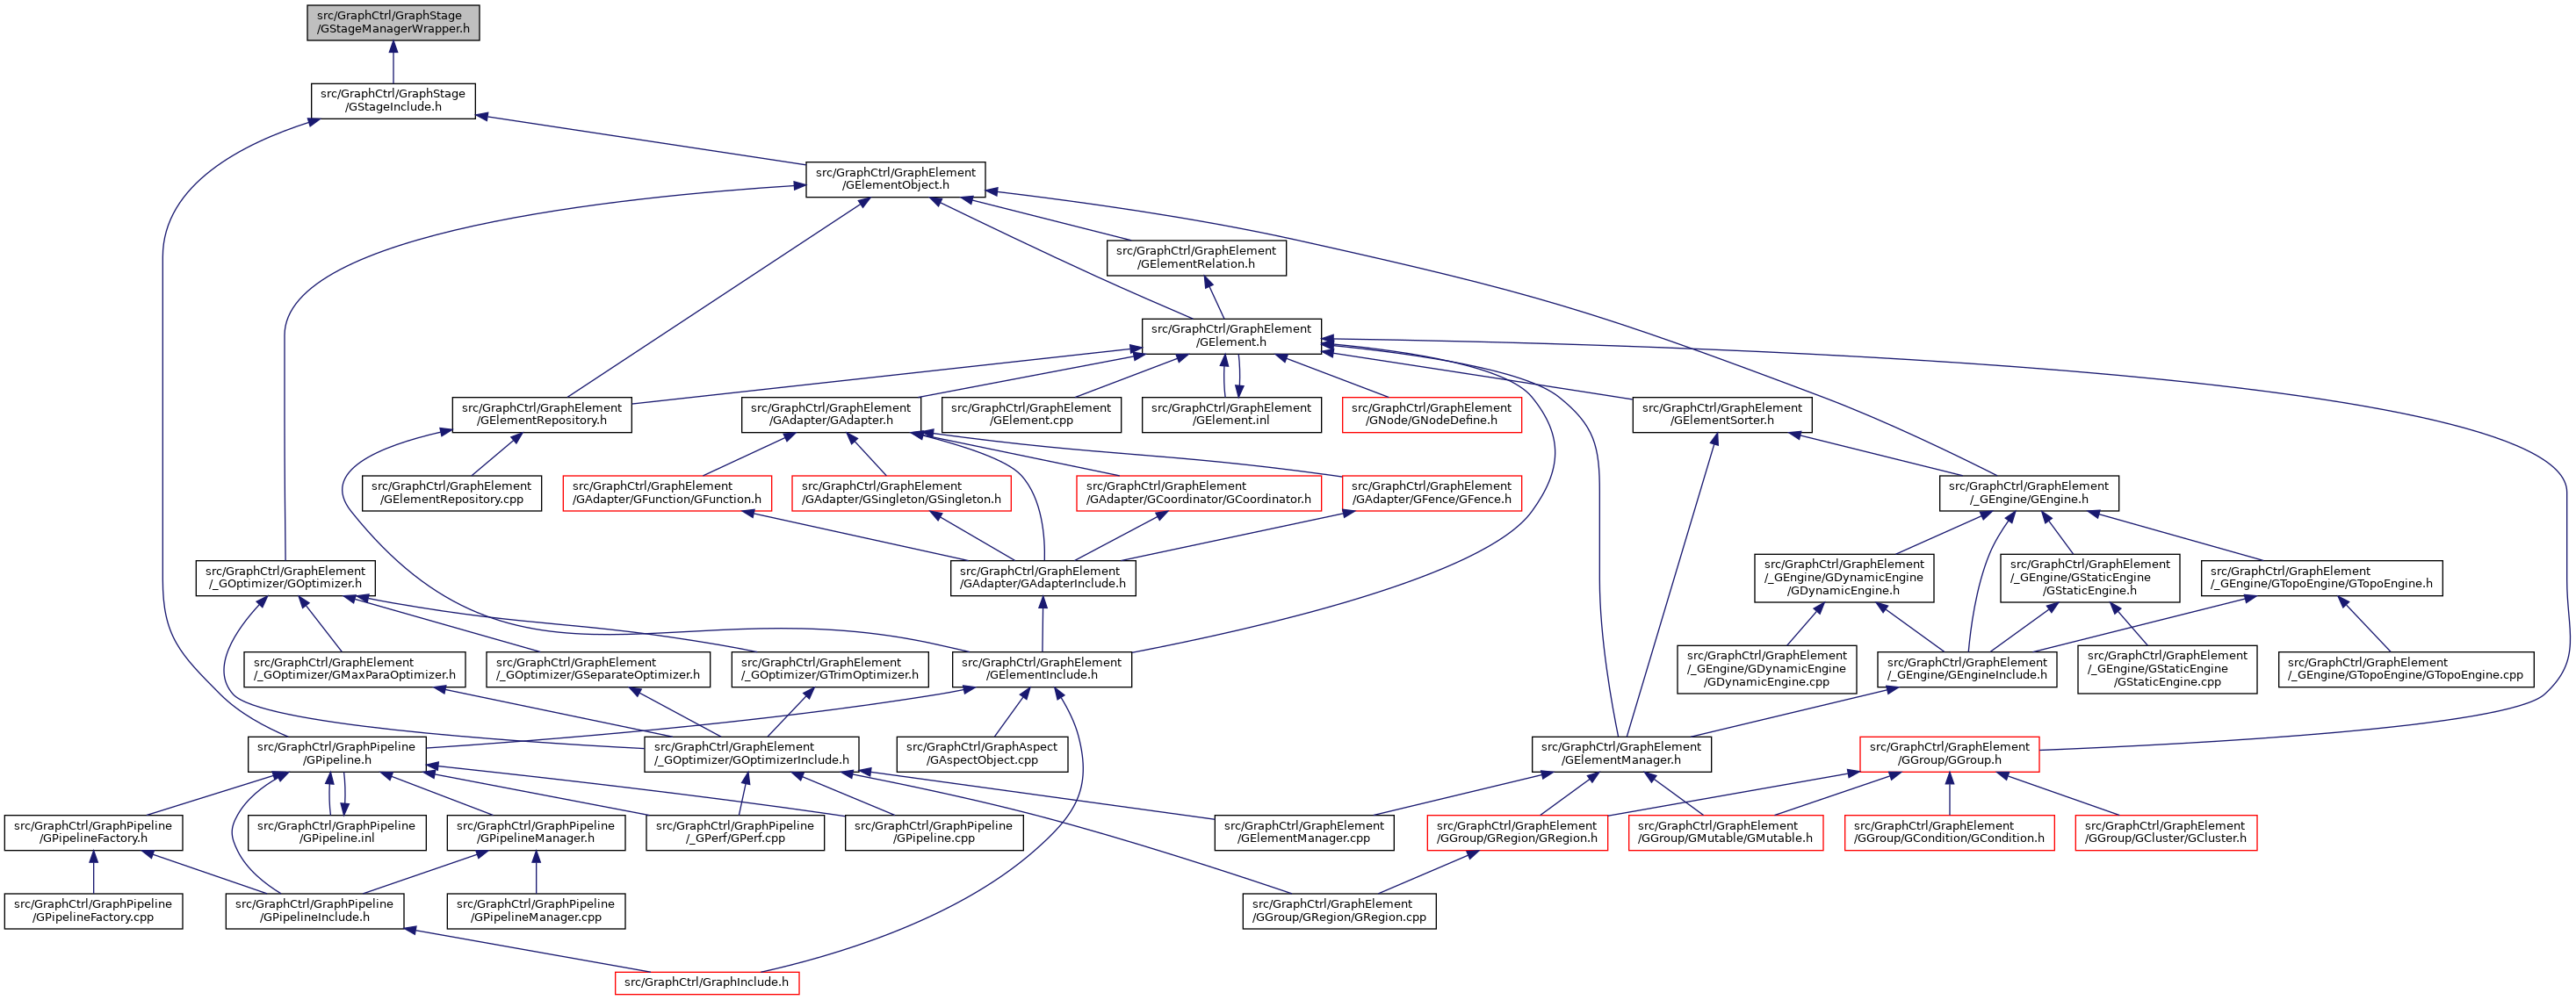 src/GraphCtrl/GraphStage
/GStageManagerWrapper.h
src/GraphCtrl/GraphStage
/GStageInclude.h
src/GraphCtrl/GraphElement
/GElementObject.h
src/GraphCtrl/GraphElement
/GElementRelation.h
src/GraphCtrl/GraphElement
/GElement.h
src/GraphCtrl/GraphElement
/GElementRepository.h
src/GraphCtrl/GraphElement
/GAdapter/GAdapter.h
src/GraphCtrl/GraphElement
/GElement.cpp
src/GraphCtrl/GraphElement
/GElement.inl
src/GraphCtrl/GraphElement
/GNode/GNodeDefine.h
src/GraphCtrl/GraphElement
/GElementSorter.h
src/GraphCtrl/GraphElement
/GElementRepository.cpp
src/GraphCtrl/GraphElement
/GAdapter/GFunction/GFunction.h
src/GraphCtrl/GraphElement
/GAdapter/GSingleton/GSingleton.h
src/GraphCtrl/GraphElement
/GAdapter/GCoordinator/GCoordinator.h
src/GraphCtrl/GraphElement
/GAdapter/GFence/GFence.h
src/GraphCtrl/GraphElement
/_GEngine/GEngine.h
src/GraphCtrl/GraphElement
/_GOptimizer/GOptimizer.h
src/GraphCtrl/GraphElement
/GAdapter/GAdapterInclude.h
src/GraphCtrl/GraphElement
/_GEngine/GDynamicEngine
/GDynamicEngine.h
src/GraphCtrl/GraphElement
/_GEngine/GStaticEngine
/GStaticEngine.h
src/GraphCtrl/GraphElement
/_GEngine/GTopoEngine/GTopoEngine.h
src/GraphCtrl/GraphElement
/_GOptimizer/GMaxParaOptimizer.h
src/GraphCtrl/GraphElement
/_GOptimizer/GSeparateOptimizer.h
src/GraphCtrl/GraphElement
/_GOptimizer/GTrimOptimizer.h
src/GraphCtrl/GraphElement
/GElementInclude.h
src/GraphCtrl/GraphElement
/_GEngine/GDynamicEngine
/GDynamicEngine.cpp
src/GraphCtrl/GraphElement
/_GEngine/GEngineInclude.h
src/GraphCtrl/GraphElement
/_GEngine/GStaticEngine
/GStaticEngine.cpp
src/GraphCtrl/GraphElement
/_GEngine/GTopoEngine/GTopoEngine.cpp
src/GraphCtrl/GraphPipeline
/GPipeline.h
src/GraphCtrl/GraphElement
/_GOptimizer/GOptimizerInclude.h
src/GraphCtrl/GraphAspect
/GAspectObject.cpp
src/GraphCtrl/GraphElement
/GElementManager.h
src/GraphCtrl/GraphElement
/GGroup/GGroup.h
src/GraphCtrl/GraphPipeline
/GPipelineFactory.h
src/GraphCtrl/GraphPipeline
/GPipeline.inl
src/GraphCtrl/GraphPipeline
/GPipelineManager.h
src/GraphCtrl/GraphPipeline
/_GPerf/GPerf.cpp
src/GraphCtrl/GraphPipeline
/GPipeline.cpp
src/GraphCtrl/GraphElement
/GElementManager.cpp
src/GraphCtrl/GraphElement
/GGroup/GRegion/GRegion.h
src/GraphCtrl/GraphElement
/GGroup/GMutable/GMutable.h
src/GraphCtrl/GraphElement
/GGroup/GCondition/GCondition.h
src/GraphCtrl/GraphElement
/GGroup/GCluster/GCluster.h
src/GraphCtrl/GraphPipeline
/GPipelineFactory.cpp
src/GraphCtrl/GraphPipeline
/GPipelineInclude.h
src/GraphCtrl/GraphPipeline
/GPipelineManager.cpp
src/GraphCtrl/GraphElement
/GGroup/GRegion/GRegion.cpp
src/GraphCtrl/GraphInclude.h